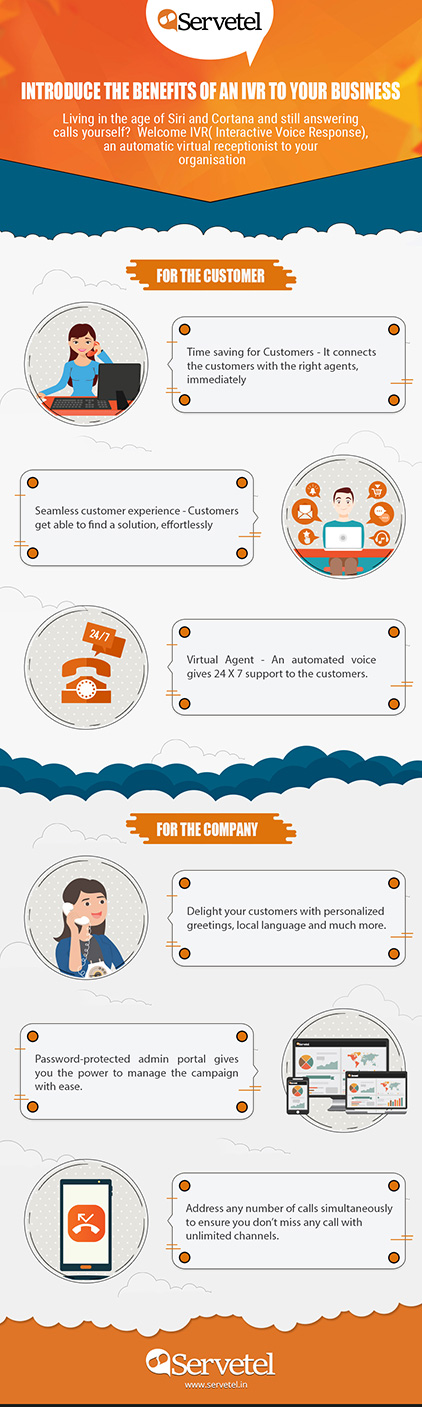 Servetel
INTRODUCE THE BENEFITS OF AN IVR TO YOUR BUSINESS
Living in the age of Siri and Cortana and still answering
calls yourself? Welcome IVR( Interactive Voice Response),
an automatic virtual receptionist to your
organisation
FOR THE CUSTOMER
Time saving for Customers - It connects
the customers with the right agents,
immediately
Seamless customer experience - Customers
get able to find a solution, effortlessly
24/7
Virtual Agent - An automated voice
gives 24 X 7 support to the customers.
FOR THE COMPANY
Delight your customers with personalized
greetings, local language and much more.
Servetel
Password-protected admin portal gives
you the power to manage the campaign
with ease.
Address any number of calls simultaneously
to ensure you don't miss any call with
unlimited channels.
Servetel
www.servetel.in